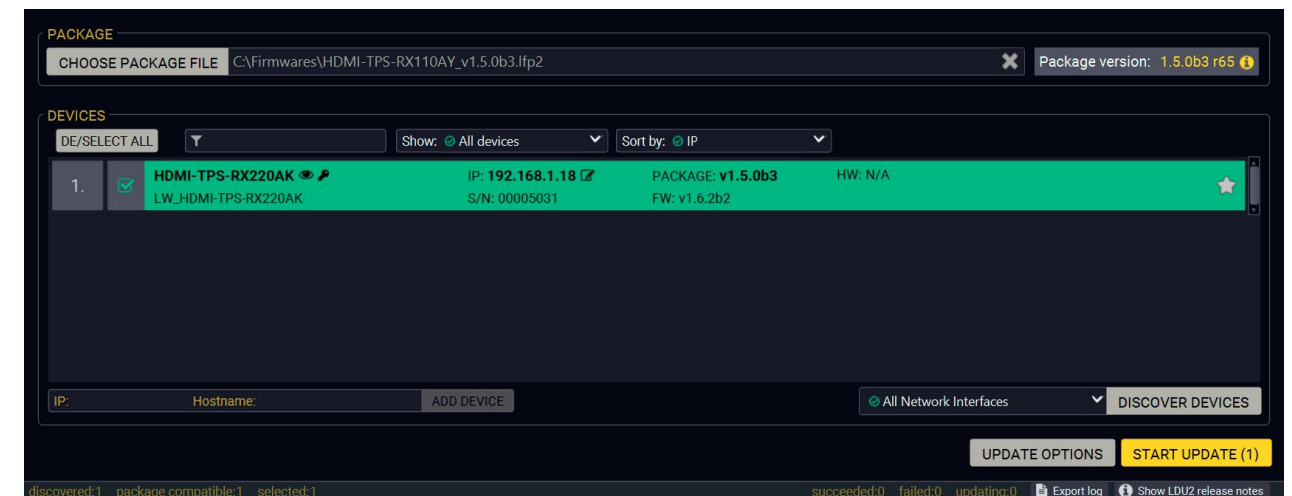 PACKAGE
CHOOSE PACKAGE FILE C:\Firmwares\HDMI-TPS-RX110AY_v1.5.0b3.lfp2 Package version: 1.5.0b3 r65
DEVICES
DE/SELECT ALL Show: All devices Sort by: IP
1. HDMI-TPS-RX220AK IP: 192.168.1.18 PACKAGE: v1.5.0b3 HW: N/A
LW_HDMI-TPS-RX220AK S/N: 00005031 FW: v1.6.2b2
IP: Hostname: ADD DEVICE All Network Interfaces DISCOVER DEVICES
UPDATE OPTIONS START UPDATE (1)
discovered:1 package compatible:1 selected:1 succeeded:0 failed:0 updating:0 Export log Show LDU2 release notes